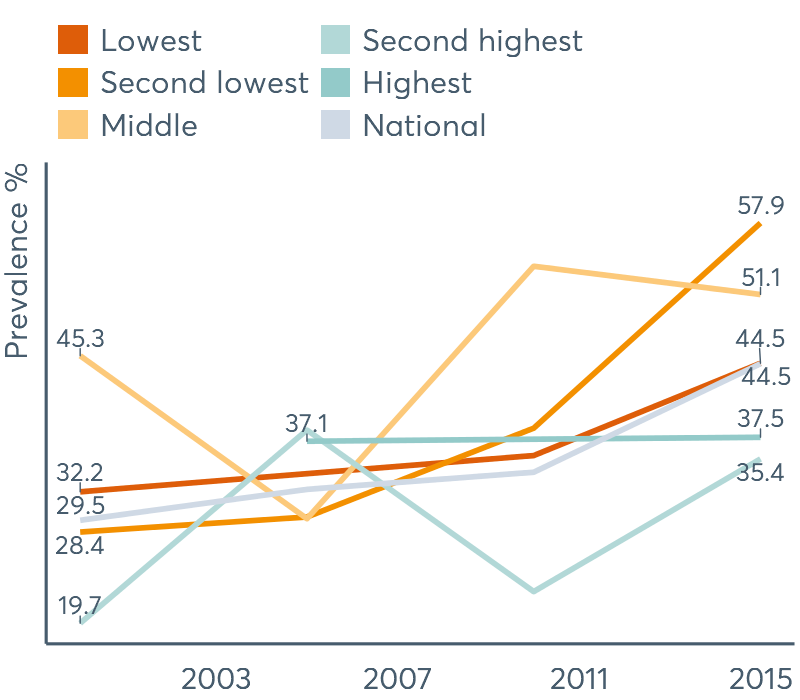 Lowest
Second lowest
Middle
Second highest
Highest
National
Prevalence %
57.9
51.1
45.3
44.5
44.5
37.1
37.5
32.2
35.4
29.5
28.4
19.7
2003 2007 2011 2015